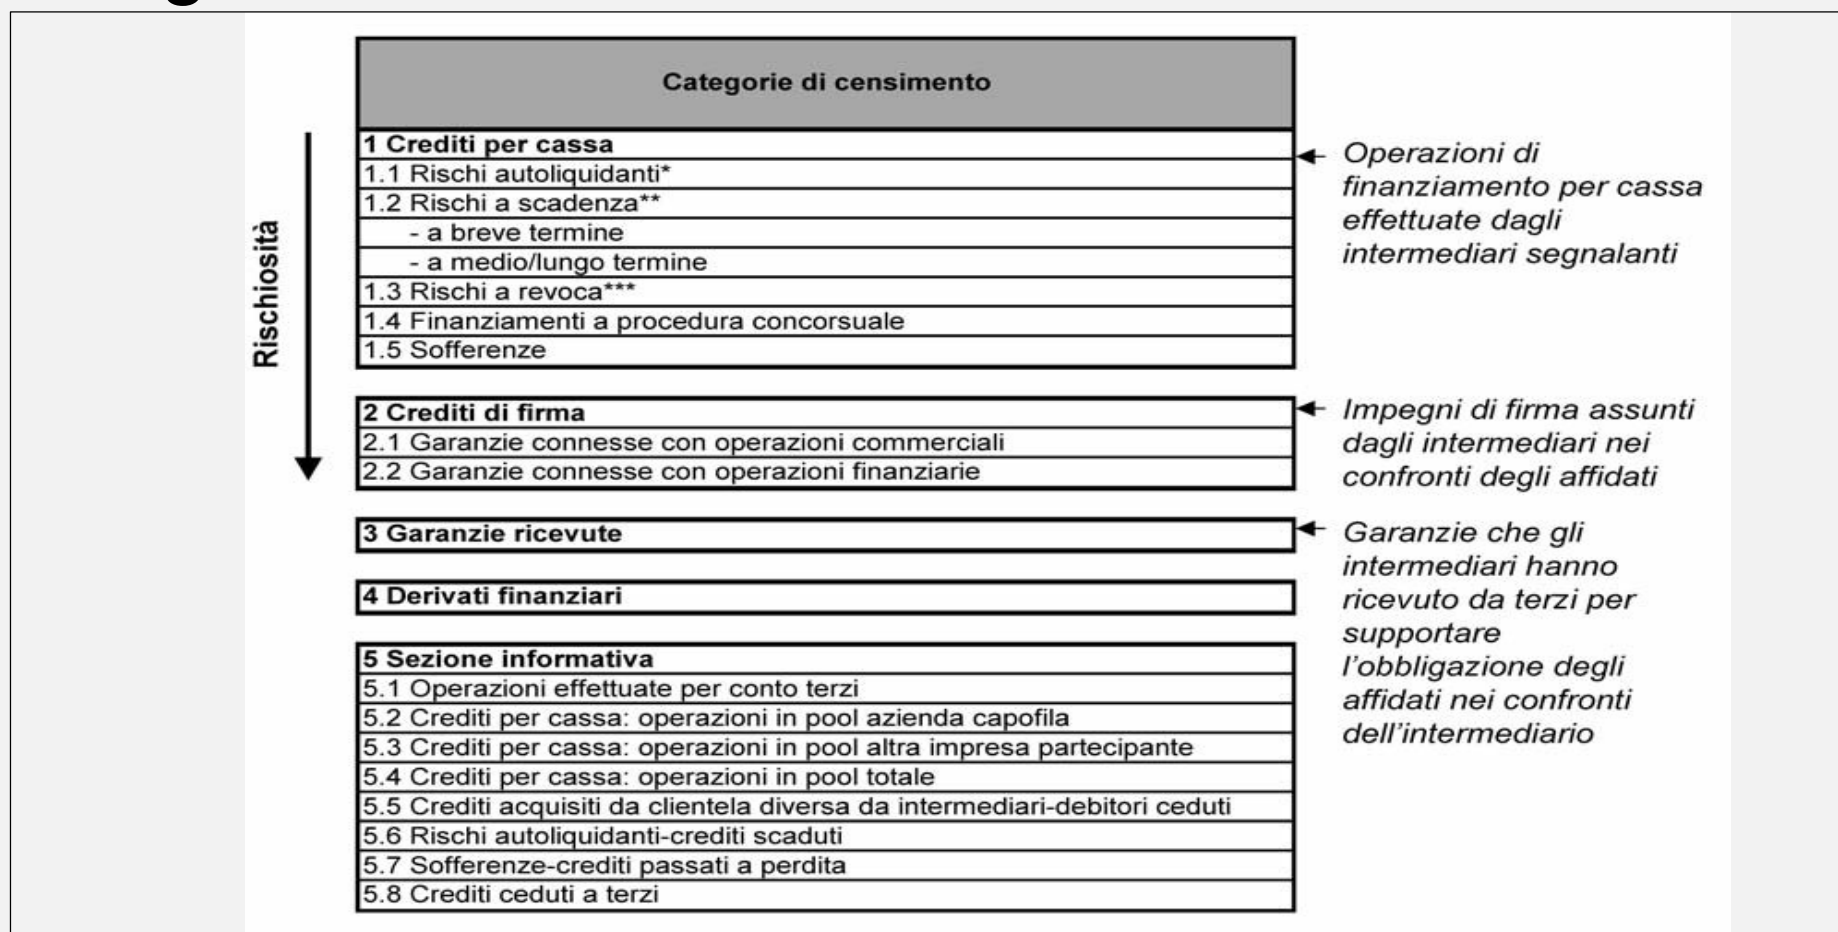 Categorie di censimento
Rischiosità
1 Crediti per cassa
1.1 Rischi autoliquidanti*
1.2 Rischi a scadenza**
- a breve termine
- a medio/lungo termine
1.3 Rischi a revoca***
1.4 Finanziamenti a procedura concorsuale
1.5 Sofferenze
Operazioni di
finanziamento per cassa
effettuate dagli
intermediari segnalanti
2 Crediti di firma
2.1 Garanzie connesse con operazioni commerciali
2.2 Garanzie connesse con operazioni finanziarie
Impegni di firma assunti
dagli intermediari nei
confronti degli affidati
3 Garanzie ricevute
Garanzie che gli
intermediari hanno
ricevuto da terzi per
supportare
l'obbligazione degli
affidati nei confronti
dell'intermediario
4 Derivati finanziari
5 Sezione informativa
5.1 Operazioni effettuate per conto terzi
5.2 Crediti per cassa: operazioni in pool azienda capofila
5.3 Crediti per cassa: operazioni in pool altra impresa partecipante
5.4 Crediti per cassa: operazioni in pool totale
5.5 Crediti acquisiti da clientela diversa da intermediari-debitori ceduti
5.6 Rischi autoliquidanti-crediti scaduti
5.7 Sofferenze-crediti passati a perdita
5.8 Crediti ceduti a terzi